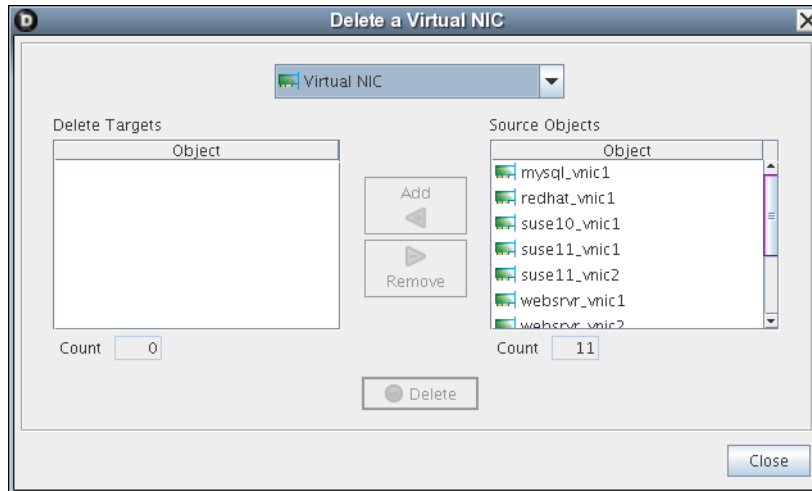 Delete a Virtual NIC
Virtual NIC
Delete Targets
Object
Count 0
Add
Remove
Source Objects
Object
mysql_vnic1
redhat_vnic1
suse10_vnic1
suse11_vnic1
suse11_vnic2
websrvr_vnic1
websrvr_vnic2
Count 11
Delete
Close